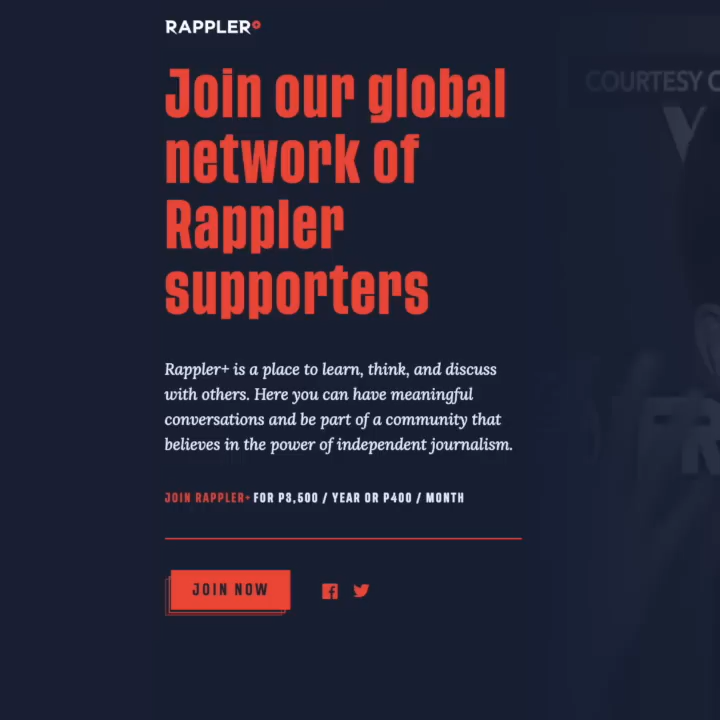 RAPPLER+
Join our global
network of
Rappler
supporters
Rappler+ is a place to learn, think, and discuss
with others. Here you can have meaningful
conversations and be part of a community that
believes in the power of independent journalism.
JOIN RAPPLER+ FOR P3,500 / YEAR OR P400 / MONTH
JOIN NOW
COURTESY